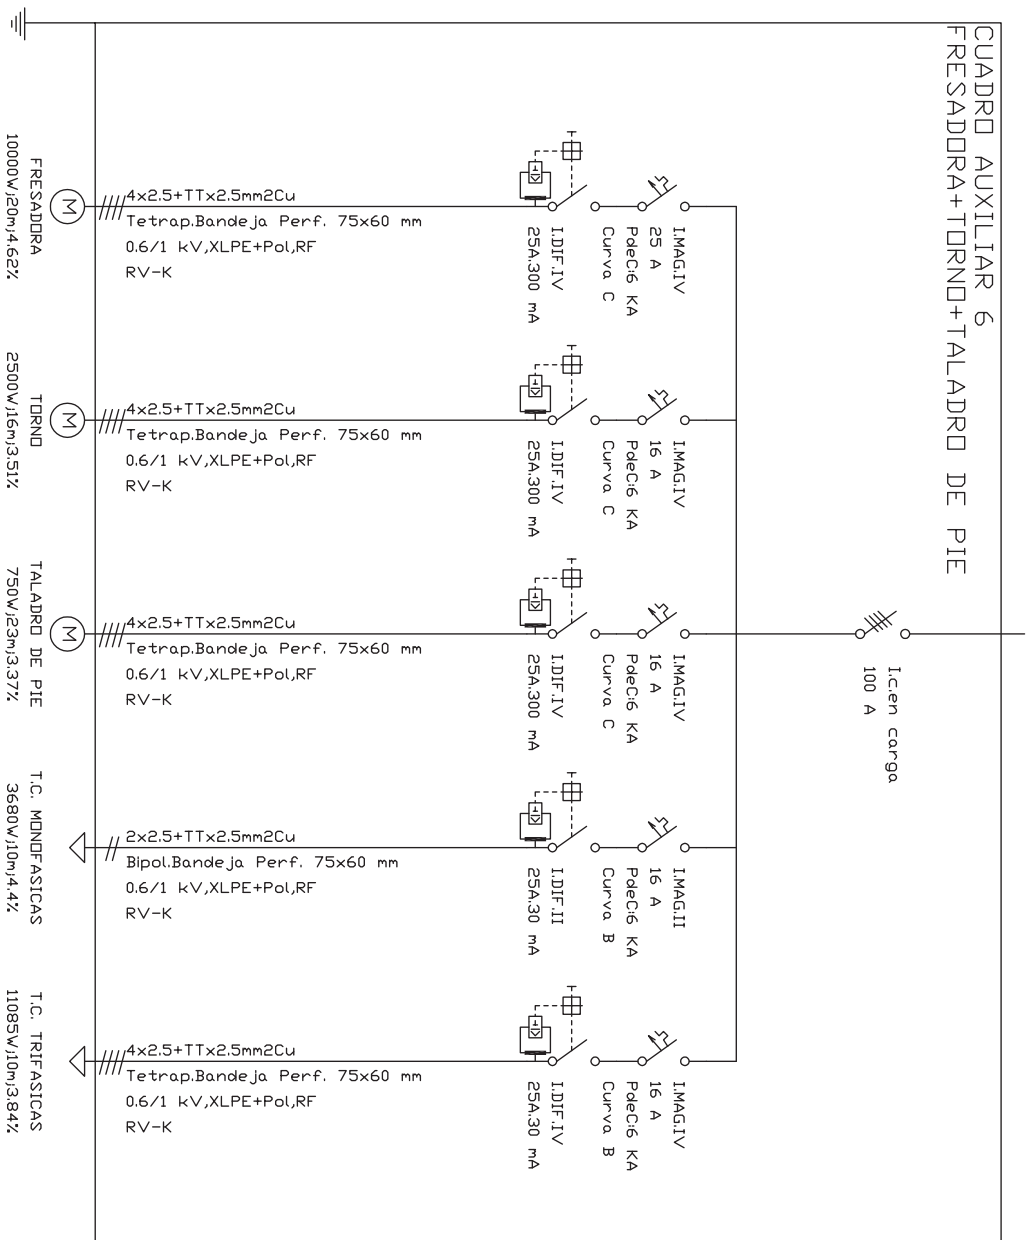 CUADRO AUXILIAR 6
FRESADORA+TORNO+TALADRO DE PIE
I.c.en carga
100 A
I.MAG.IV
25 A
PdeC:6 KA
Curva C
I.DIF.IV
25A.300 mA
4x2.5+TTx2.5mm2Cu
Tetrap.Bandeja Perf. 75x60 mm
0.6/1 kV,XLPE+Pol,RF
RV-K
M
FRESADORA
10000W;20m;4.62%
I.MAG.IV
16 A
PdeC:6 KA
Curva C
I.DIF.IV
25A.300 mA
4x2.5+TTx2.5mm2Cu
Tetrap.Bandeja Perf. 75x60 mm
0.6/1 kV,XLPE+Pol,RF
RV-K
M
TORNO
2500W;16m;3.51%
I.MAG.IV
16 A
PdeC:6 KA
Curva C
I.DIF.IV
25A.300 mA
4x2.5+TTx2.5mm2Cu
Tetrap.Bandeja Perf. 75x60 mm
0.6/1 kV,XLPE+Pol,RF
RV-K
M
TALADRO DE PIE
750W;23m;3.37%
I.MAG.II
16 A
PdeC:6 KA
Curva B
I.DIF.II
25A.30 mA
2x2.5+TTx2.5mm2Cu
Bipol.Bandeja Perf. 75x60 mm
0.6/1 kV,XLPE+Pol,RF
RV-K
T.C. MONOFASICAS
3680W;10m;4.4%
I.MAG.IV
16 A
PdeC:6 KA
Curva B
I.DIF.IV
25A.30 mA
4x2.5+TTx2.5mm2Cu
Tetrap.Bandeja Perf. 75x60 mm
0.6/1 kV,XLPE+Pol,RF
RV-K
T.C. TRIFASICAS
11085W;10m;3.84%